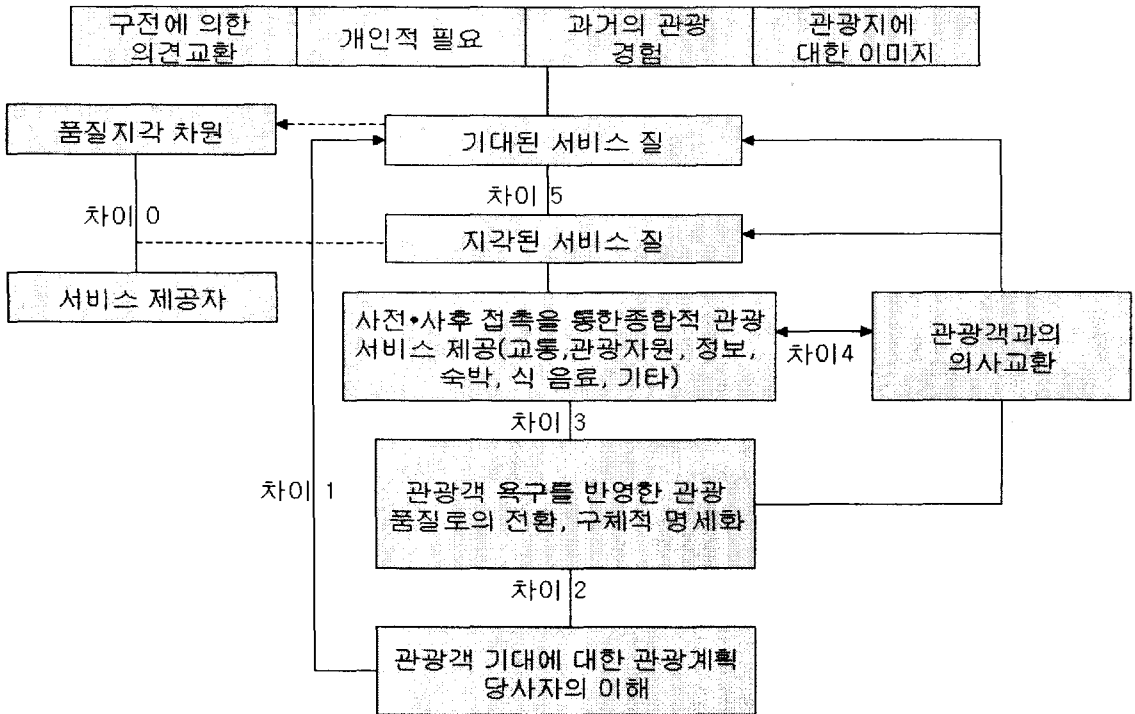 구전에 의한
의견교환
개인적 필요
과거의 관광
경험
관광지에
대한 이미지
품질지각 차원
기대된 서비스 질
차이 5
차이 0
지각된 서비스 질
서비스 제공자
사전•사후 접촉을 통한종합적 관광
서비스 제공(교통,관광자원, 정보,
숙박, 식 음료, 기타)
차이4
관광객과의
의사교환
차이 3
차이 1
관광객 욕구를 반영한 관광
품질로의 전환, 구체적 명세화
차이 2
관광객 기대에 대한 관광계획
당사자의 이해